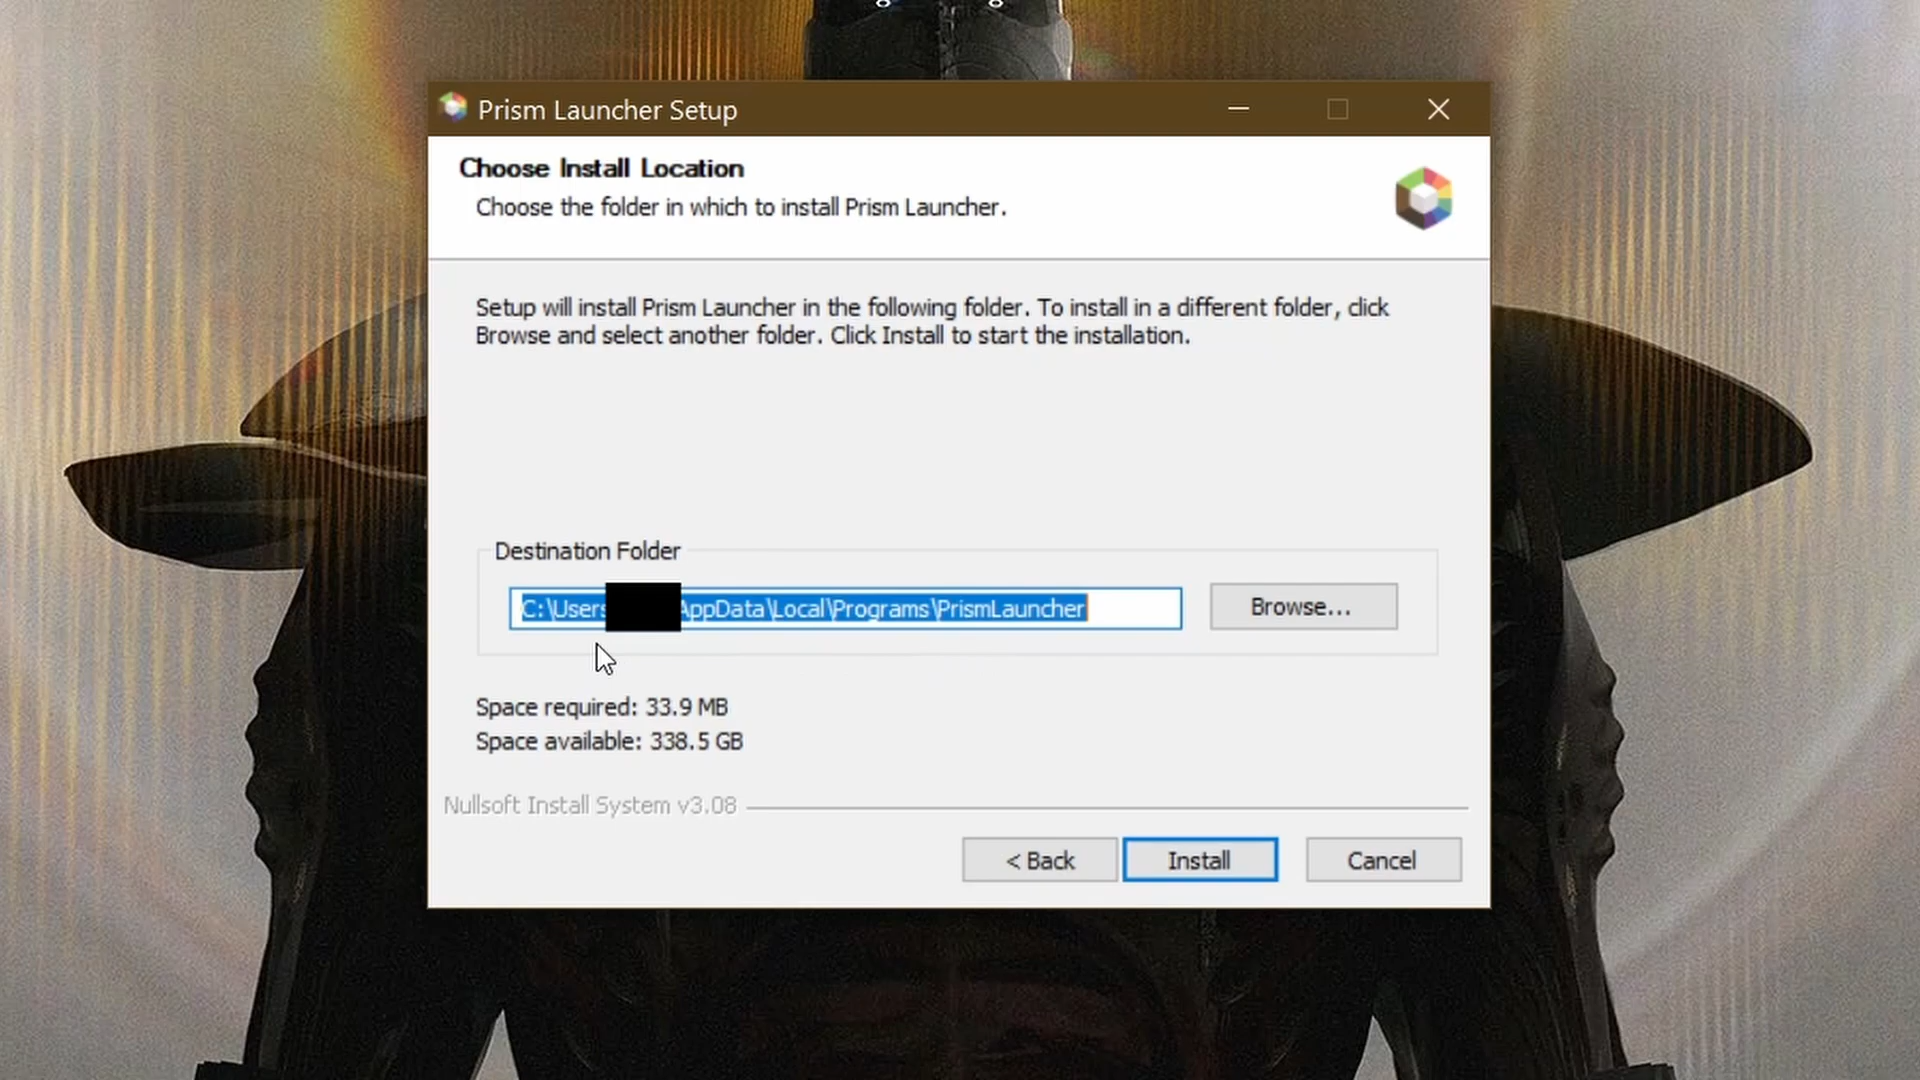 Prism Launcher Setup
Choose Install Location
Choose the folder in which to install Prism Launcher.
Setup will install Prism Launcher in the following folder. To install in a different folder, click
Browse and select another folder. Click Install to start the installation.
Destination Folder
C:\Users AppData\Local\Programs\PrismLauncher
Browse...
Space required: 33.9 MB
Space available: 338.5 GB
Nullsoft Install System v3.08
< Back
Install
Cancel